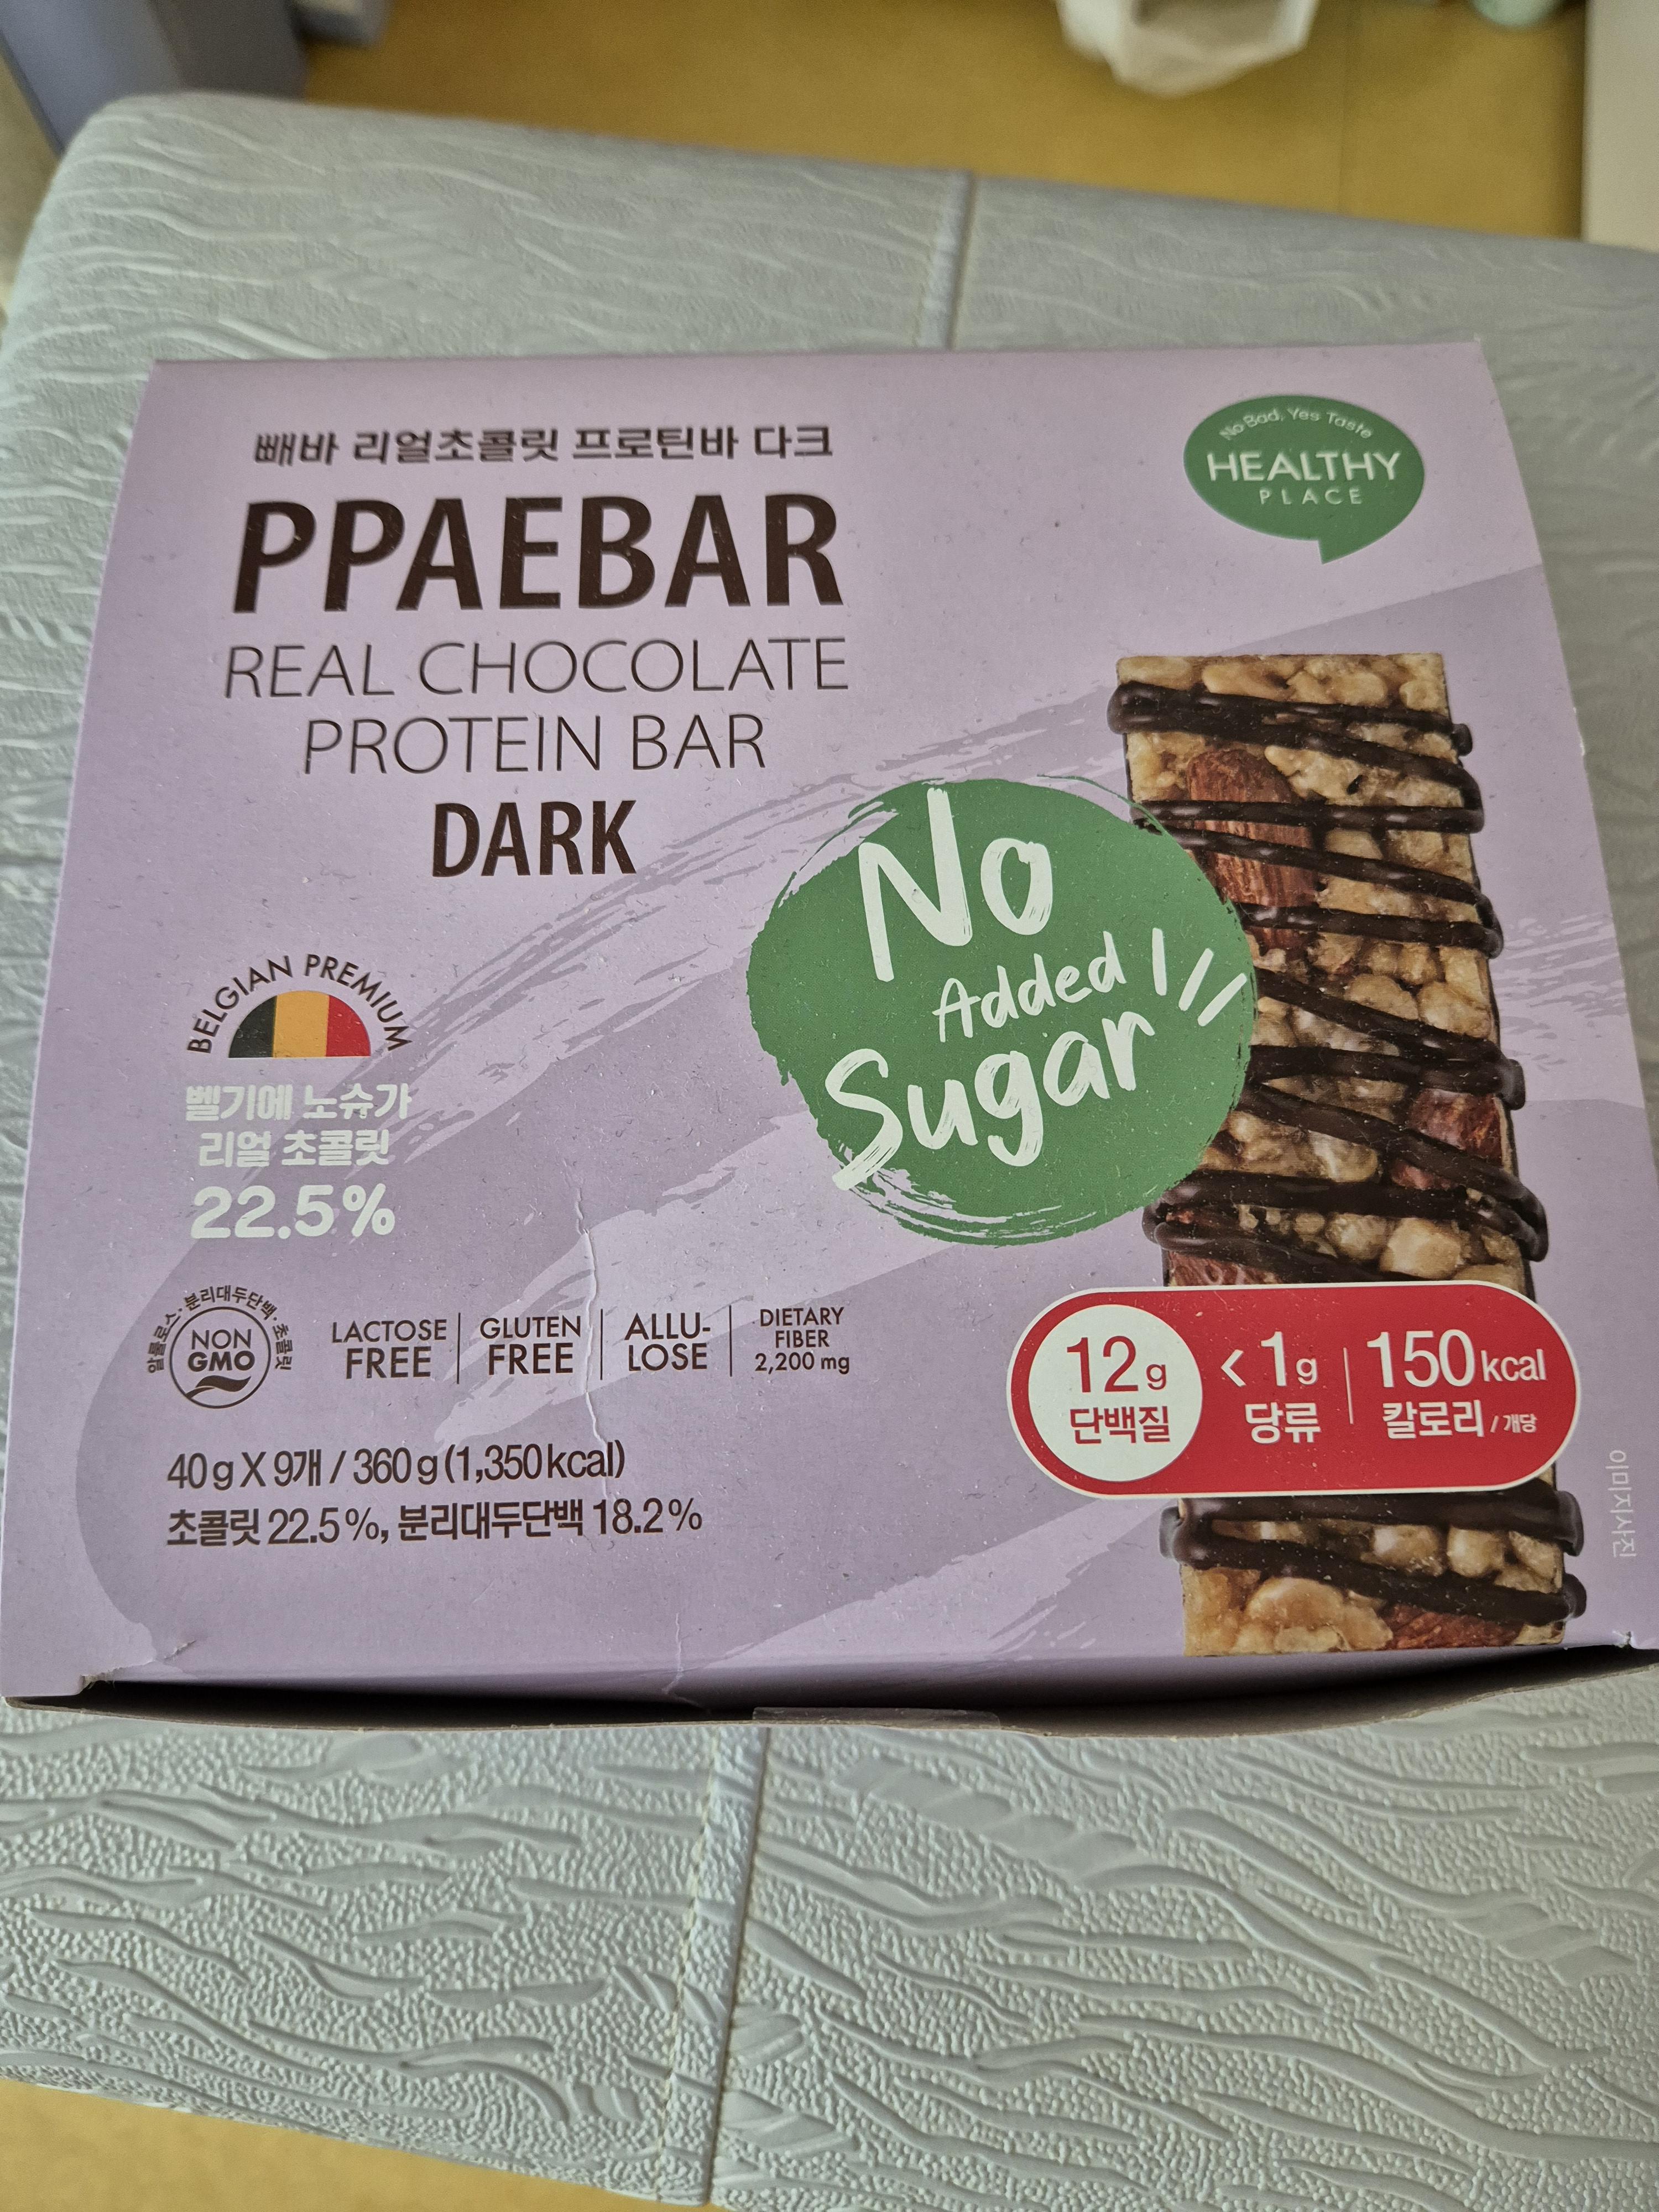 빼바 리얼초콜릿 프로틴바 다크
PPAEBAR
REAL CHOCOLATE
PROTEIN BAR
DARK
No Bad, Yes Taste
HEALTHY
PLACE
No
Added
Sugar
BELGIAN PREMIUM
벨기에 노슈가
리얼 초콜릿
22.5%
알룰로스·분리대두단백·초콜릿
NON
GMO
LACTOSE
FREE
GLUTEN
FREE
ALLU-
LOSE
DIETARY
FIBER
2,200 mg
12g
단백질
<1g
당류
150kcal
칼로리/개당
40g X 9개 / 360g (1,350kcal)
초콜릿 22.5%, 분리대두단백 18.2%
이미지사진